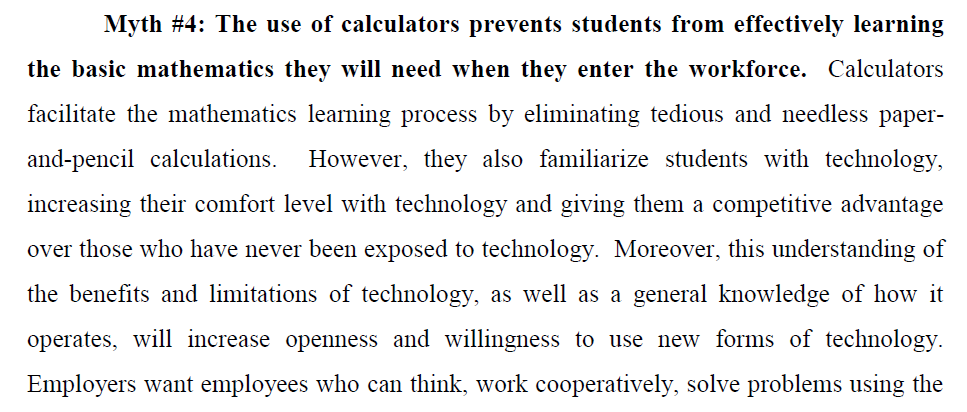 Myth #4: The use of calculators prevents students from effectively learning
the basic mathematics they will need when they enter the workforce. Calculators
facilitate the mathematics learning process by eliminating tedious and needless paper-
and-pencil calculations. However, they also familiarize students with technology,
increasing their comfort level with technology and giving them a competitive advantage
over those who have never been exposed to technology. Moreover, this understanding of
the benefits and limitations of technology, as well as a general knowledge of how it
operates, will increase openness and willingness to use new forms of technology.
Employers want employees who can think, work cooperatively, solve problems using the